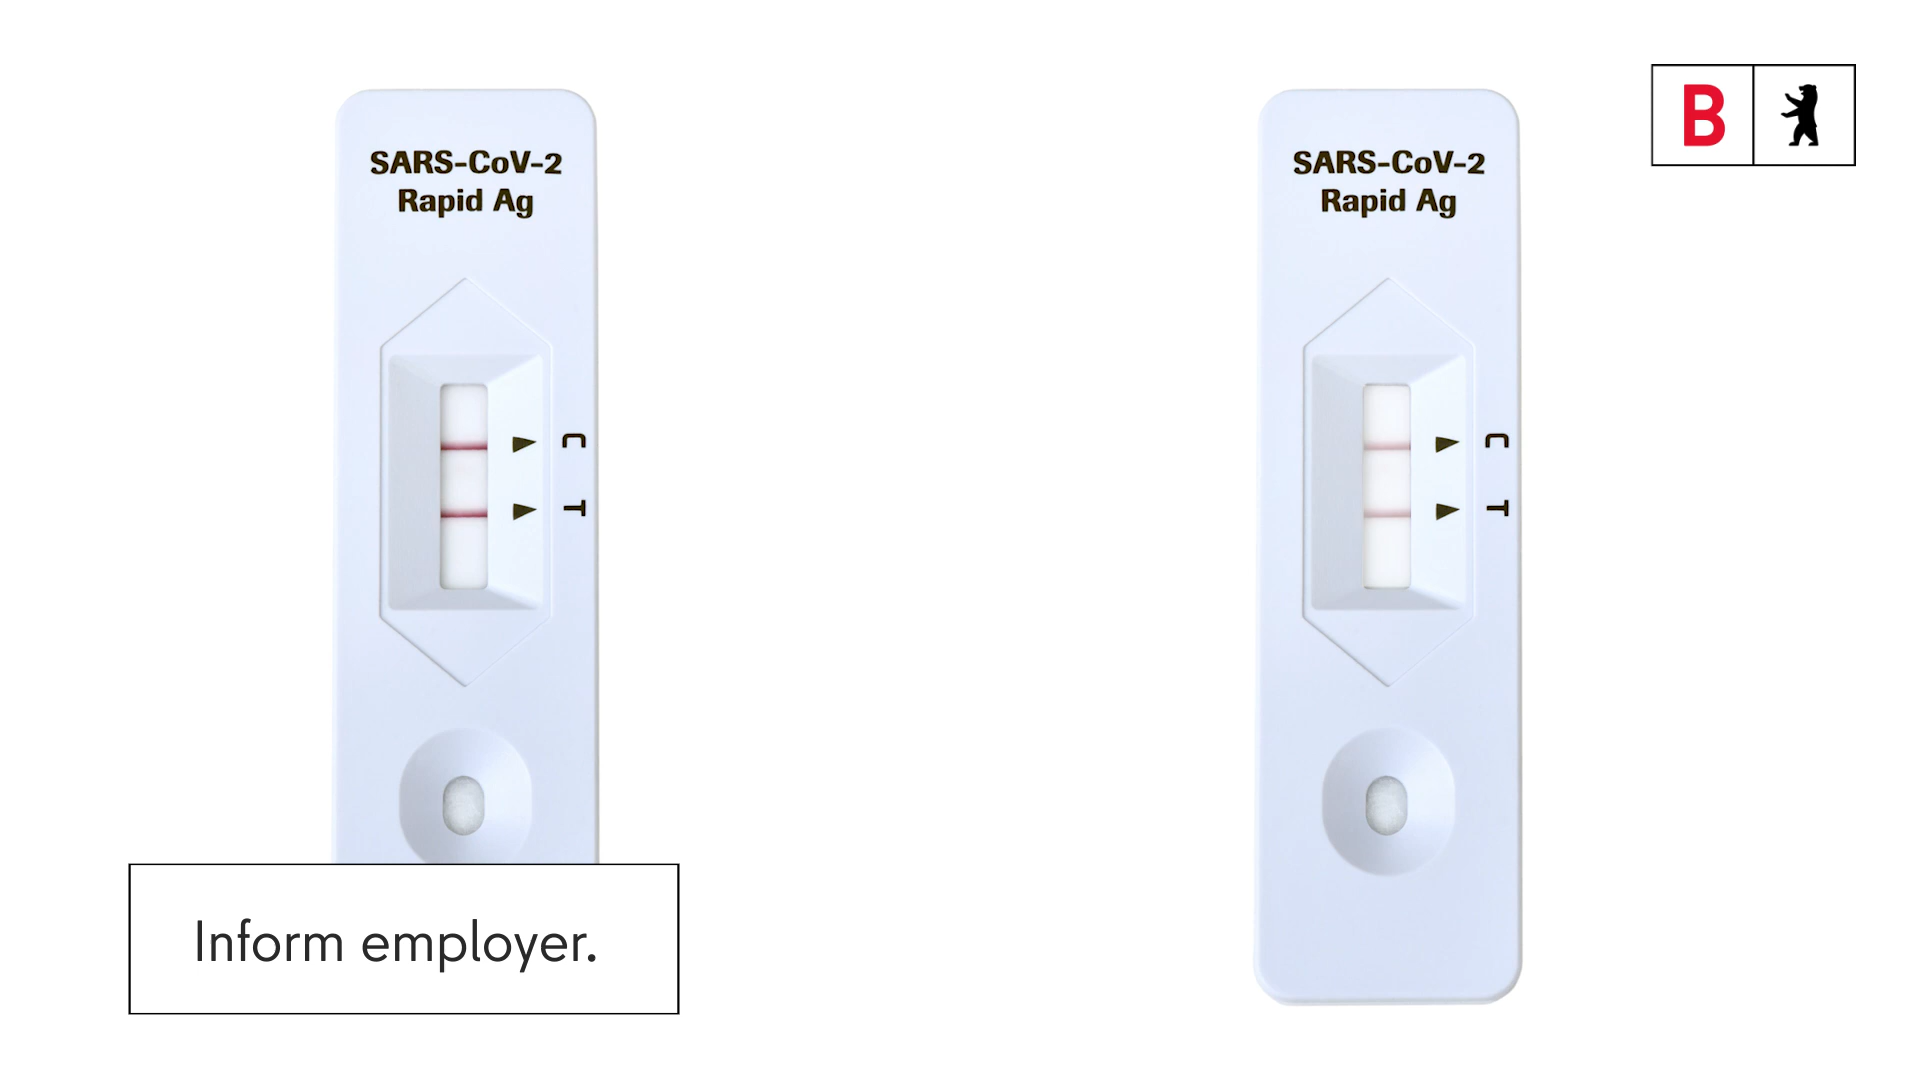 SARS-CoV-2
Rapid Ag
C
T
Inform employer.
SARS-CoV-2
Rapid Ag
C
T
B